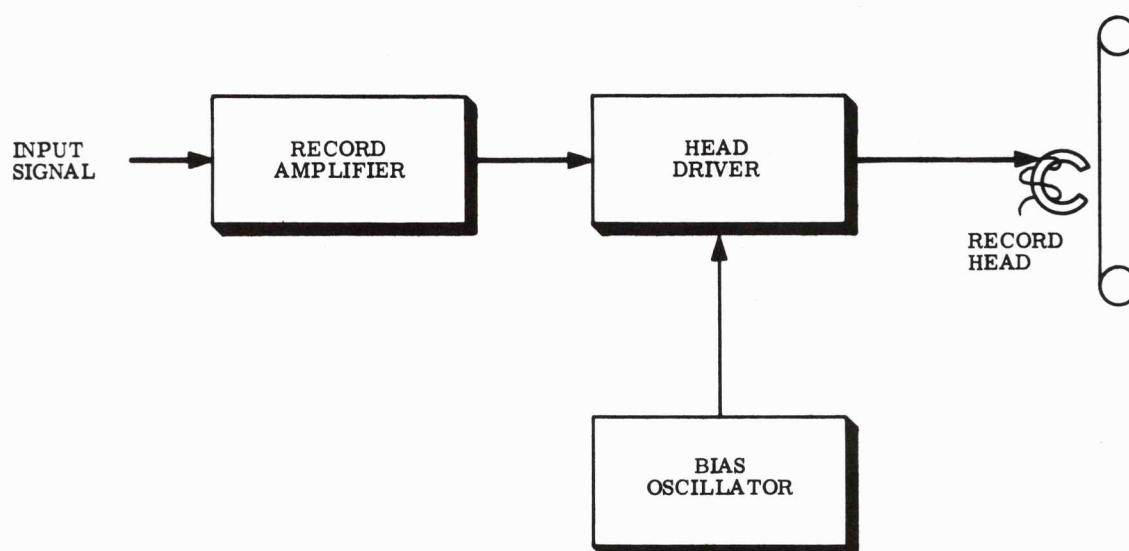 INPUT
SIGNAL
RECORD
AMPLIFIER
HEAD
DRIVER
RECORD
HEAD
BIAS
OSCILLATOR